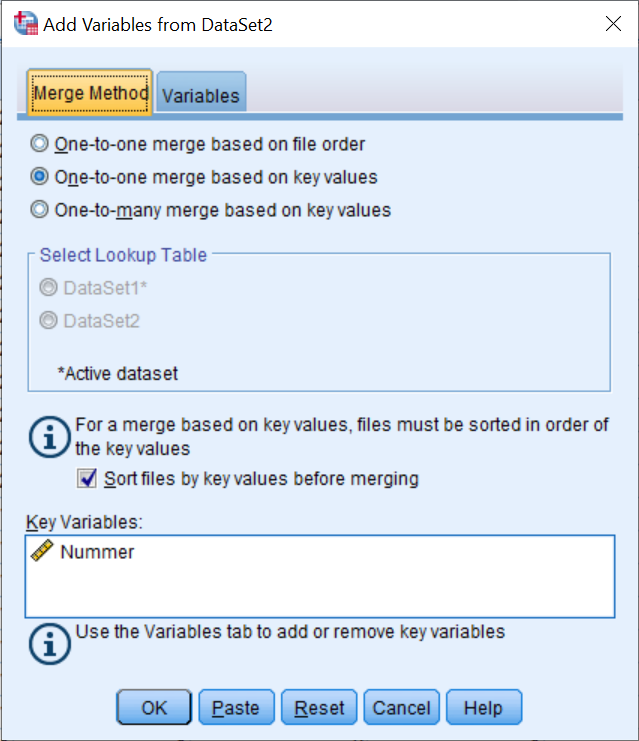 Add Variables from DataSet2
Merge Method
Variables
One-to-one merge based on file order
One-to-one merge based on key values
One-to-many merge based on key values
Select Lookup Table
DataSet1*
DataSet2
*Active dataset
For a merge based on key values, files must be sorted in order of
the key values
Sort files by key values before merging
Key Variables:
Nummer
Use the Variables tab to add or remove key variables
OK Paste Reset Cancel Help